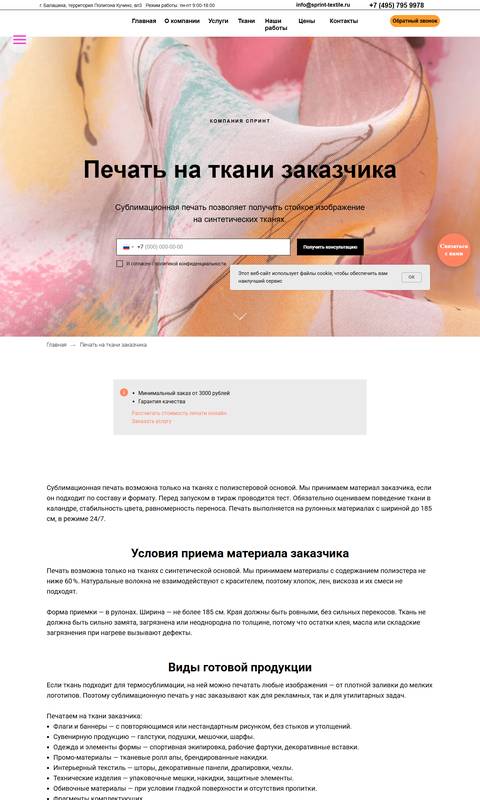 г. Балашиха, территория Полигона Кучино, вл3 Режим работы: пн-пт 9:00-18:00
info@sprint-textile.ru
+7 (495) 795 9978
Главная О компании Услуги Ткани Наши работы Цены Контакты
Обратный звонок
КОМПАНИЯ СПРИНТ
Печать на ткани заказчика
Сублимационная печать позволяет получить стойкое изображение
на синтетических тканях
+7 (000) 000-00-00
Получить консультацию
Я согласен с политикой конфиденциальности
Связаться
с нами
Этот веб-сайт использует файлы cookie, чтобы обеспечить вам
наилучший сервис
OK
Главная → Печать на ткани заказчика
Минимальный заказ от 3000 рублей
Гарантия качества
Рассчитать стоимость печати онлайн
Заказать услугу
Сублимационная печать возможна только на тканях с полиэстеровой основой. Мы принимаем материал заказчика, если
он подходит по составу и формату. Перед запуском в тираж проводится тест. Обязательно оцениваем поведение ткани в
каландре, стабильность цвета, равномерность переноса. Печать выполняется на рулонных материалах с шириной до 185
см, в режиме 24/7.
Условия приема материала заказчика
Печать возможна только на тканях с синтетической основой. Мы принимаем материалы с содержанием полиэстера не
ниже 60 %. Натуральные волокна не взаимодействуют с красителем, поэтому хлопок, лен, вискоза и их смеси не
подходят.
Форма приемки — в рулонах. Ширина — не более 185 см. Края должны быть ровными, без сильных перекосов. Ткань не
должна быть сильно замята, загрязнена или неоднородна по толщине, потому что остатки клея, масла или складские
загрязнения при нагреве вызывают дефекты.
Виды готовой продукции
Если ткань подходит для термосублимации, на ней можно печатать любые изображения — от плотной заливки до мелких
логотипов. Поэтому сублимационную печать у нас заказывают как для рекламных, так и для утилитарных задач.
Печатаем на ткани заказчика:
Флаги и баннеры — с повторяющимся или нестандартным рисунком, без стыков и утолщений.
Сувенирную продукцию — галстуки, подушки, мешочки, шарфы.
Одежда и элементы формы — спортивная экипировка, рабочие фартуки, декоративные вставки.
Промо-материалы — тканевые ролл апы, брендированные накидки.
Интерьерный текстиль — шторы, декоративные панели, драпировки, чехлы.
Технические изделия — упаковочные мешки, накидки, защитные элементы.
Обивочные материалы — при условии гладкой поверхности и отсутствия пропитки.
Фрагменты комплектующих